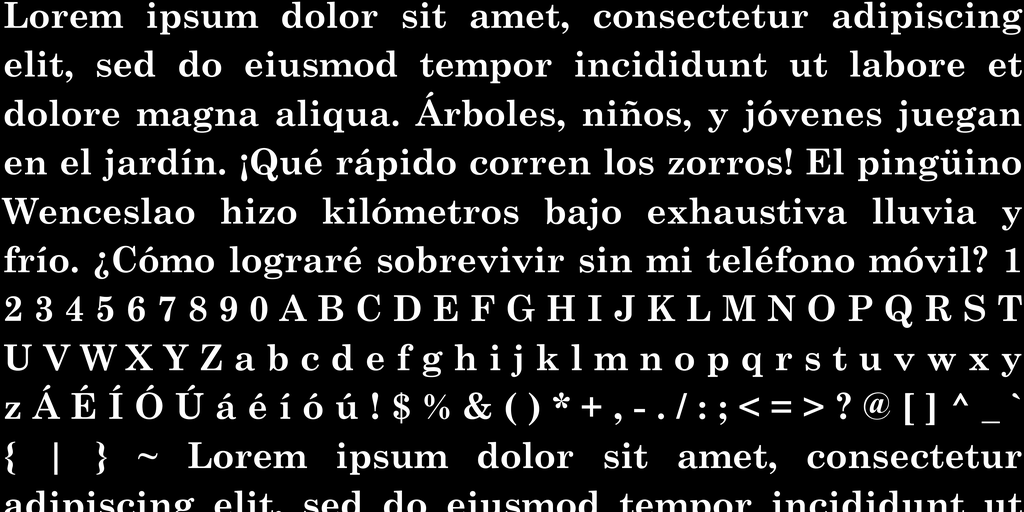 Lorem ipsum dolor sit amet, consectetur adipiscing
elit, sed do eiusmod tempor incididunt ut labore et
dolore magna aliqua. Árboles, niños, y jóvenes juegan
en el jardín. ¡Qué rápido corren los zorros! El pingüino
Wenceslao hizo kilómetros bajo exhaustiva lluvia y
frío. ¿Cómo lograré sobrevivir sin mi teléfono móvil? 1
2 3 4 5 6 7 8 9 0 A B C D E F G H I J K L M N O P Q R S T
U V W X Y Z a b c d e f g h i j k l m n o p q r s t u v w x y
z Á É Í Ó Ú á é í ó ú ! $ % & ( ) * + , - . / : ; < = > ? @ [ ] ^ _ `
{ | } ~ Lorem ipsum dolor sit amet, consectetur
adipiscing elit, sed do eiusmod tempor incididunt ut